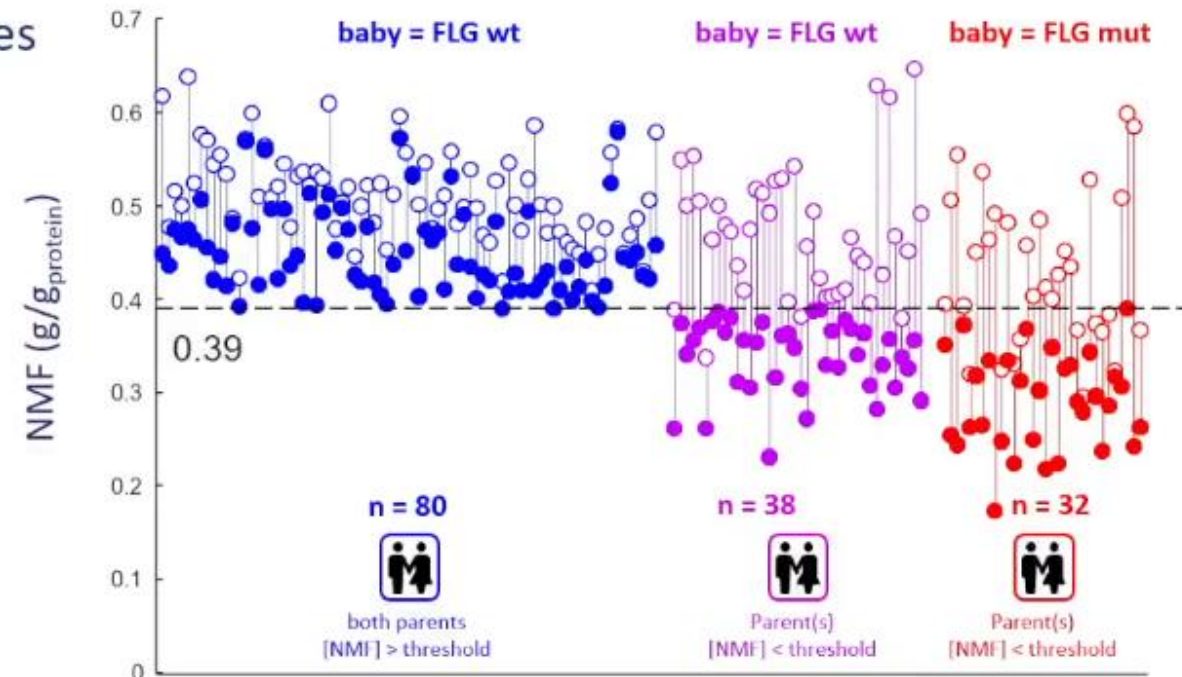 es
NMF (g/gprotein)
0.7
0.6
0.5
0.4
0.3
0.2
0.1
0
baby = FLG wt
baby = FLG wt
baby = FLG mut
0.39
n = 80
n = 38
n = 32
both parents
[NMF] > threshold
Parent(s)
[NMF] < threshold
Parent(s)
[NMF] < threshold